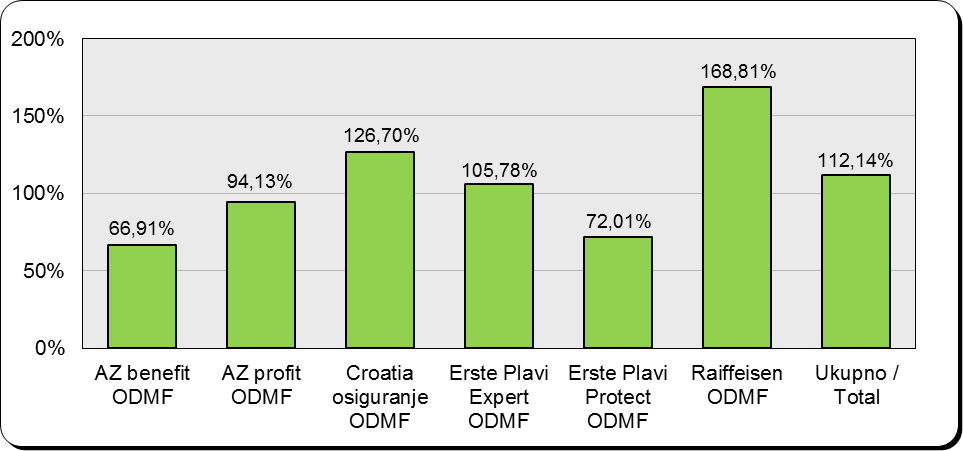 200%
150%
100%
50%
0%
66,91%
94,13%
126,70%
105,78%
72,01%
168,81%
112,14%
AZ benefit
ODMF
AZ profit
ODMF
Croatia
osiguranje
ODMF
Erste Plavi
Expert
ODMF
Erste Plavi
Protect
ODMF
Raiffeisen
ODMF
Ukupno /
Total